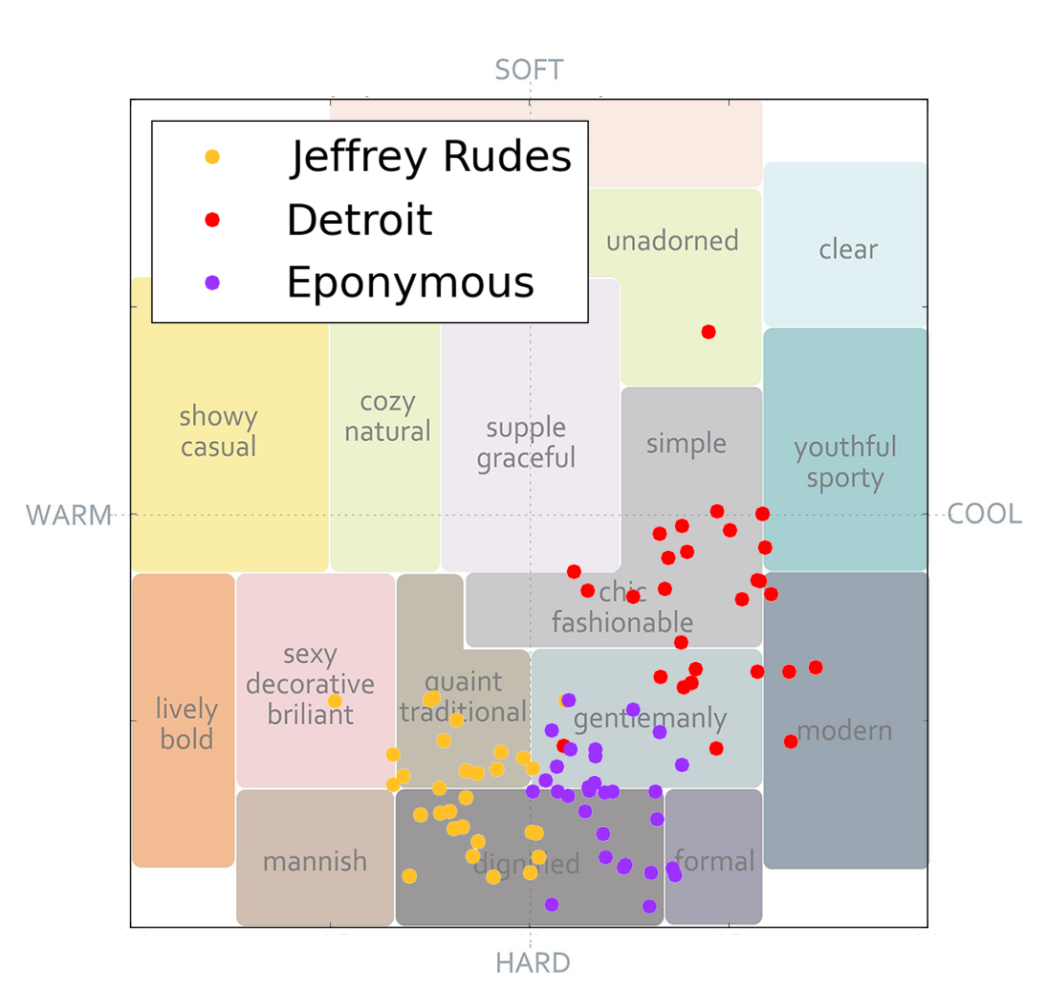 SOFT
Jeffrey Rudes
Detroit
Eponymous
unadorned
clear
showy
casual
cozy
natural
supple
graceful
simple
youthful
sporty
WARM
COOL
chic
fashionable
sexy
decorative
briliant
quaint
traditional
lively
bold
gentlemanly
modern
mannish
dignified
formal
HARD